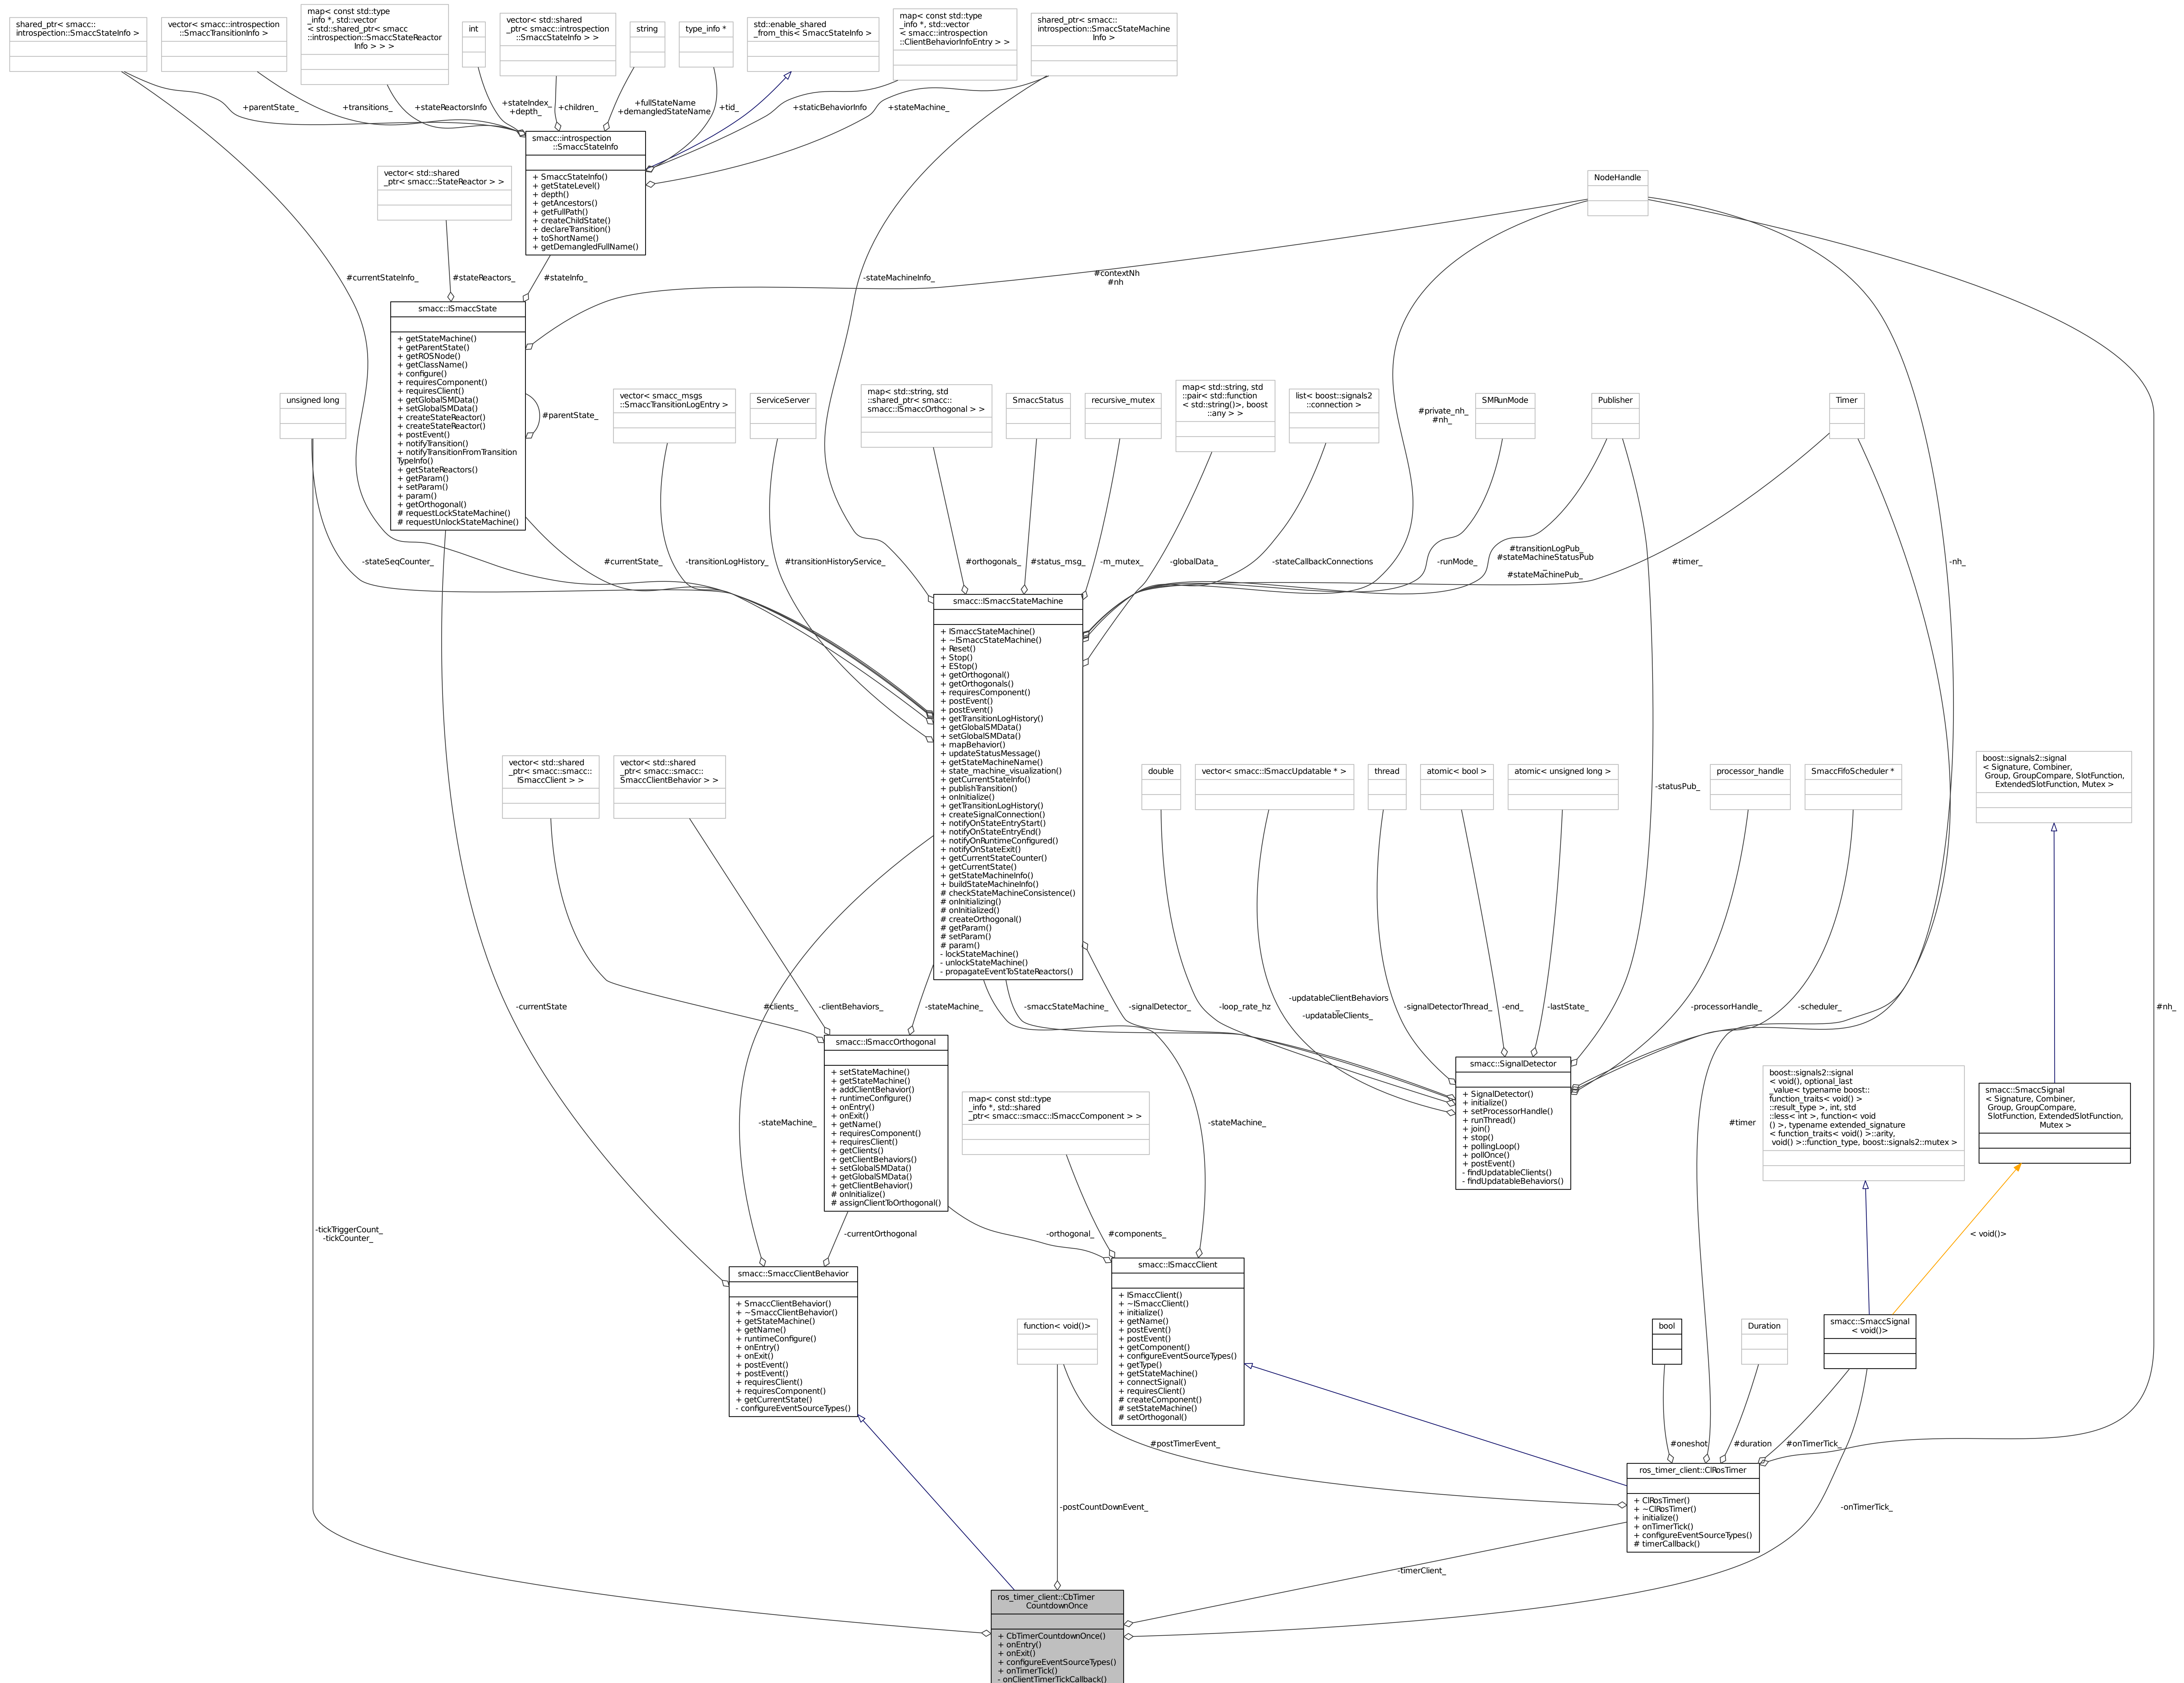 shared_ptr< smacc::
introspection::SmaccStateInfo >
vector< smacc::introspection
::SmaccTransitionInfo >
map< const std::type
_info *, std::vector
< std::shared_ptr< smacc
::introspection::SmaccStateReactor
Info > > >
int
vector< std::shared
_ptr< smacc::introspection
::SmaccStateInfo > >
string
type_info *
std::enable_shared
_from_this< SmaccStateInfo >
map< const std::type
_info *, std::vector
< smacc::introspection
::ClientBehaviorInfoEntry > >
shared_ptr< smacc::
introspection::SmaccStateMachine
Info >
+parentState_
+transitions_
+stateReactorsInfo
+stateIndex_
+depth_
+children_
+fullStateName
+demangledStateName
+tid_
+staticBehaviorInfo
+stateMachine_
smacc::introspection
::SmaccStateInfo
+ SmaccStateInfo()
+ getStateLevel()
+ depth()
+ getAncestors()
+ getFullPath()
+ createChildState()
+ declareTransition()
+ toShortName()
+ getDemangledFullName()
vector< std::shared
_ptr< smacc::StateReactor > >
NodeHandle
#currentStateInfo_
#stateReactors_
#stateInfo_
-stateMachineInfo_
#contextNh
#nh
smacc::ISmaccState
+ getStateMachine()
+ getParentState()
+ getROSNode()
+ getClassName()
+ configure()
+ requiresComponent()
+ requiresClient()
+ getGlobalSMData()
+ setGlobalSMData()
+ createStateReactor()
+ createStateReactor()
+ postEvent()
+ notifyTransition()
+ notifyTransitionFromTransition
TypeInfo()
+ getStateReactors()
+ getParam()
+ setParam()
+ param()
+ getOrthogonal()
# requestLockStateMachine()
# requestUnlockStateMachine()
#parentState_
unsigned long
vector< smacc_msgs
::SmaccTransitionLogEntry >
ServiceServer
map< std::string, std
::shared_ptr< smacc::
smacc::ISmaccOrthogonal > >
SmaccStatus
recursive_mutex
map< std::string, std
::pair< std::function
< std::string()>, boost
::any > >
list< boost::signals2
::connection >
#private_nh_
#nh_
SMRunMode
Publisher
Timer
-stateSeqCounter_
#currentState_
-transitionLogHistory_
#transitionHistoryService_
#orthogonals_
#status_msg_
-m_mutex_
-globalData_
-stateCallbackConnections
-runMode_
#transitionLogPub_
#stateMachineStatusPub
_
#stateMachinePub_
#timer_
-nh_
smacc::ISmaccStateMachine
+ ISmaccStateMachine()
+ ~ISmaccStateMachine()
+ Reset()
+ Stop()
+ EStop()
+ getOrthogonal()
+ getOrthogonals()
+ requiresComponent()
+ postEvent()
+ postEvent()
+ getTransitionLogHistory()
+ getGlobalSMData()
+ setGlobalSMData()
+ mapBehavior()
+ updateStatusMessage()
+ getStateMachineName()
+ state_machine_visualization()
+ getCurrentStateInfo()
+ publishTransition()
+ onInitialize()
+ getTransitionLogHistory()
+ createSignalConnection()
+ notifyOnStateEntryStart()
+ notifyOnStateEntryEnd()
+ notifyOnRuntimeConfigured()
+ notifyOnStateExit()
+ getCurrentStateCounter()
+ getCurrentState()
+ getStateMachineInfo()
+ buildStateMachineInfo()
# checkStateMachineConsistence()
# onInitializing()
# onInitialized()
# createOrthogonal()
# getParam()
# setParam()
# param()
- lockStateMachine()
- unlockStateMachine()
- propagateEventToStateReactors()
vector< std::shared
_ptr< smacc::smacc::
ISmaccClient > >
vector< std::shared
_ptr< smacc::smacc::
SmaccClientBehavior > >
double
vector< smacc::ISmaccUpdatable * >
thread
atomic< bool >
atomic< unsigned long >
-statusPub_
processor_handle
SmaccFifoScheduler *
boost::signals2::signal
< Signature, Combiner,
Group, GroupCompare, SlotFunction,
ExtendedSlotFunction, Mutex >
-currentState
#clients_
-clientBehaviors_
-stateMachine_
-smaccStateMachine_
-signalDetector_
-loop_rate_hz
-updatableClientBehaviors
_
-updatableClients_
-signalDetectorThread_
-end_
-lastState_
-processorHandle_
-scheduler_
#nh_
smacc::ISmaccOrthogonal
+ setStateMachine()
+ getStateMachine()
+ addClientBehavior()
+ runtimeConfigure()
+ onEntry()
+ onExit()
+ getName()
+ requiresComponent()
+ requiresClient()
+ getClients()
+ getClientBehaviors()
+ setGlobalSMData()
+ getGlobalSMData()
+ getClientBehavior()
# onInitialize()
# assignClientToOrthogonal()
smacc::SignalDetector
+ SignalDetector()
+ initialize()
+ setProcessorHandle()
+ runThread()
+ join()
+ stop()
+ pollingLoop()
+ pollOnce()
+ postEvent()
- findUpdatableClients()
- findUpdatableBehaviors()
map< const std::type
_info *, std::shared
_ptr< smacc::smacc::ISmaccComponent > >
-stateMachine_
-stateMachine_
#timer
boost::signals2::signal
< void(), optional_last
_value< typename boost::
function_traits< void() >
::result_type >, int, std
::less< int >, function< void
() >, typename extended_signature
< function_traits< void() >::arity,
void() >::function_type, boost::signals2::mutex >
smacc::SmaccSignal
< Signature, Combiner,
Group, GroupCompare,
SlotFunction, ExtendedSlotFunction,
Mutex >
-tickTriggerCount_
-tickCounter_
-currentOrthogonal
-orthogonal_
#components_
< void()>
smacc::SmaccClientBehavior
+ SmaccClientBehavior()
+ ~SmaccClientBehavior()
+ getStateMachine()
+ getName()
+ runtimeConfigure()
+ onEntry()
+ onExit()
+ postEvent()
+ postEvent()
+ requiresClient()
+ requiresComponent()
+ getCurrentState()
- configureEventSourceTypes()
function< void()>
smacc::ISmaccClient
+ ISmaccClient()
+ ~ISmaccClient()
+ initialize()
+ getName()
+ postEvent()
+ postEvent()
+ getComponent()
+ configureEventSourceTypes()
+ getType()
+ getStateMachine()
+ connectSignal()
+ requiresClient()
# createComponent()
# setStateMachine()
# setOrthogonal()
bool
Duration
smacc::SmaccSignal
< void()>
#postTimerEvent_
#oneshot
#duration
#onTimerTick_
ros_timer_client::ClRosTimer
+ ClRosTimer()
+ ~ClRosTimer()
+ initialize()
+ onTimerTick()
+ configureEventSourceTypes()
# timerCallback()
-postCountDownEvent_
-onTimerTick_
-timerClient_
ros_timer_client::CbTimer
CountdownOnce
+ CbTimerCountdownOnce()
+ onEntry()
+ onExit()
+ configureEventSourceTypes()
+ onTimerTick()
- onClientTimerTickCallback()